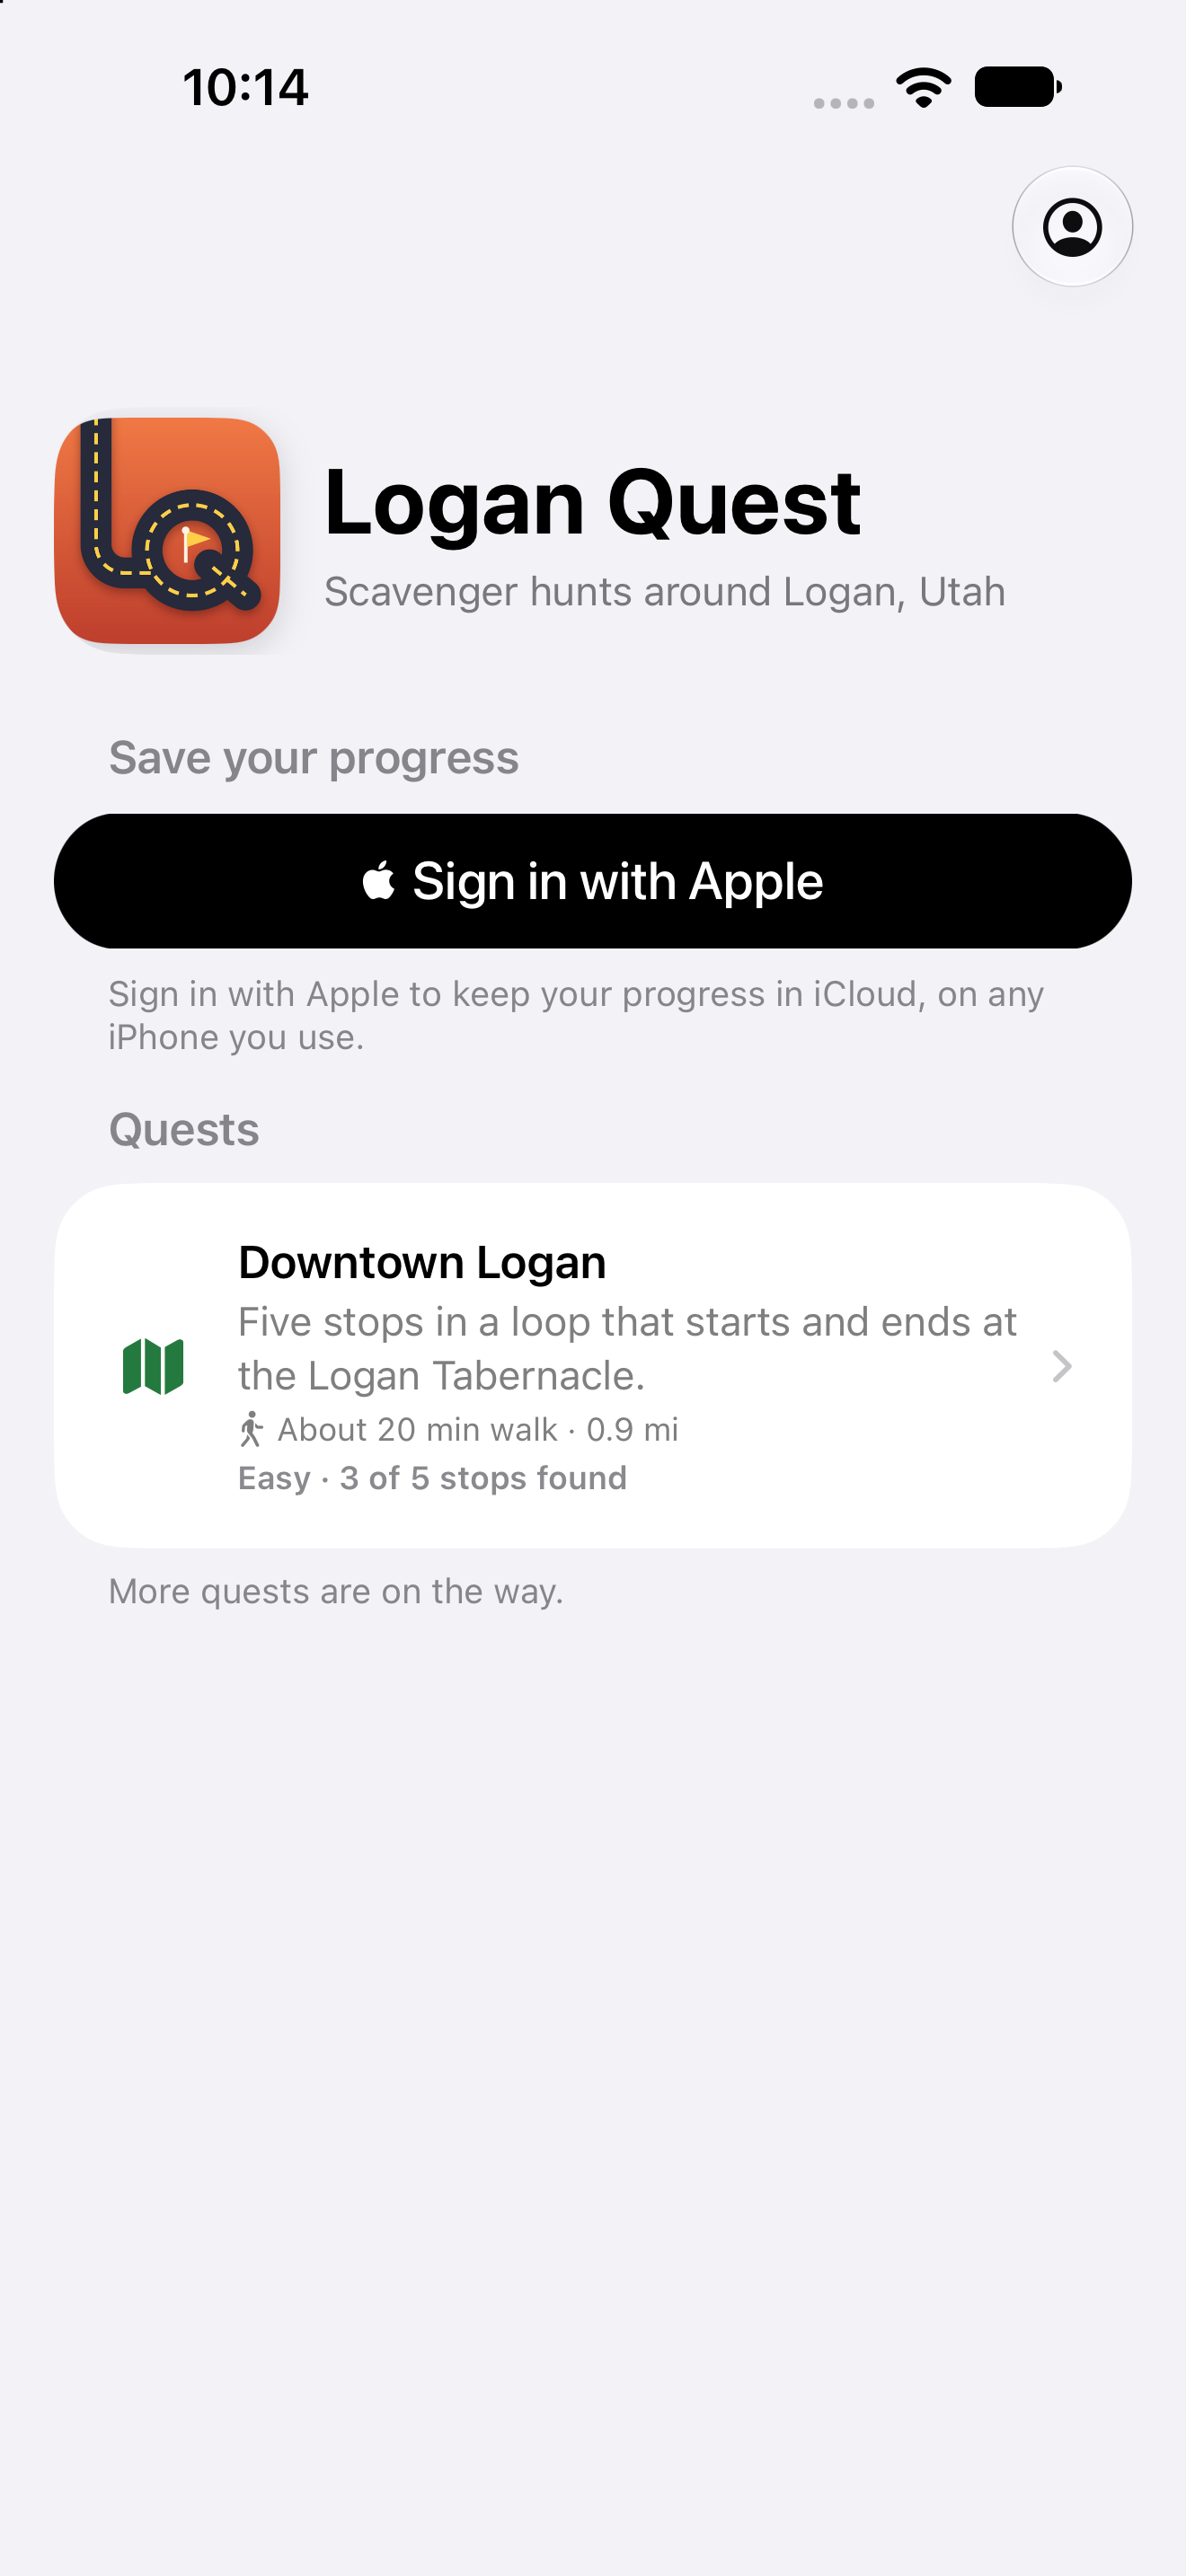 10:14
LQ
Logan Quest
Scavenger hunts around Logan, Utah
Save your progress
Sign in with Apple
Sign in with Apple to keep your progress in iCloud, on any
iPhone you use.
Quests
Downtown Logan
Five stops in a loop that starts and ends at
the Logan Tabernacle.
About 20 min walk · 0.9 mi
Easy · 3 of 5 stops found
More quests are on the way.